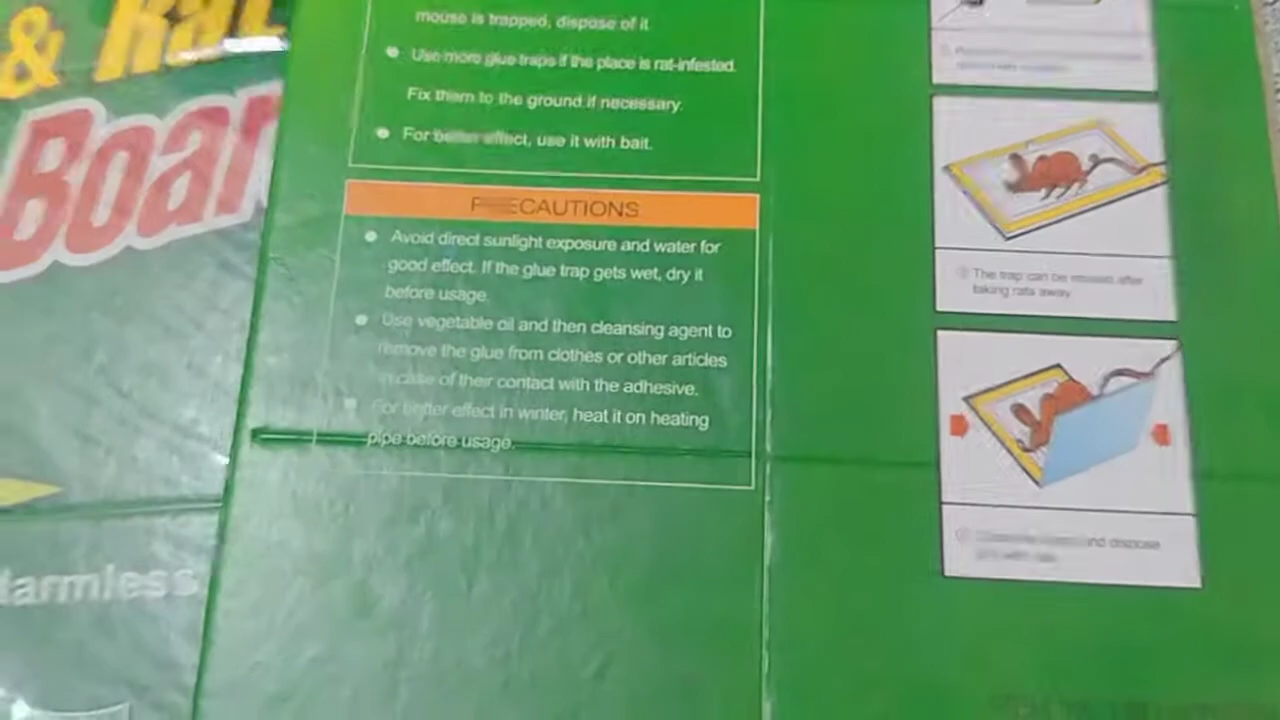 &
Boar
Harmless
mouse is trapped, dispose of it
Use more glue traps if the place is rat-infested.
Fix them to the ground if necessary.
For better effect, use it with bait.
PRECAUTIONS
Avoid direct sunlight exposure and water for
good effect. If the glue trap gets wet, dry it
before usage.
Use vegetable oil and then cleansing agent to
remove the glue from clothes or other articles
in case of their contact with the adhesive.
For better effect in winter, heat it on heating
pipe before usage.
The trap can be reused after
taking rats away
and dispose